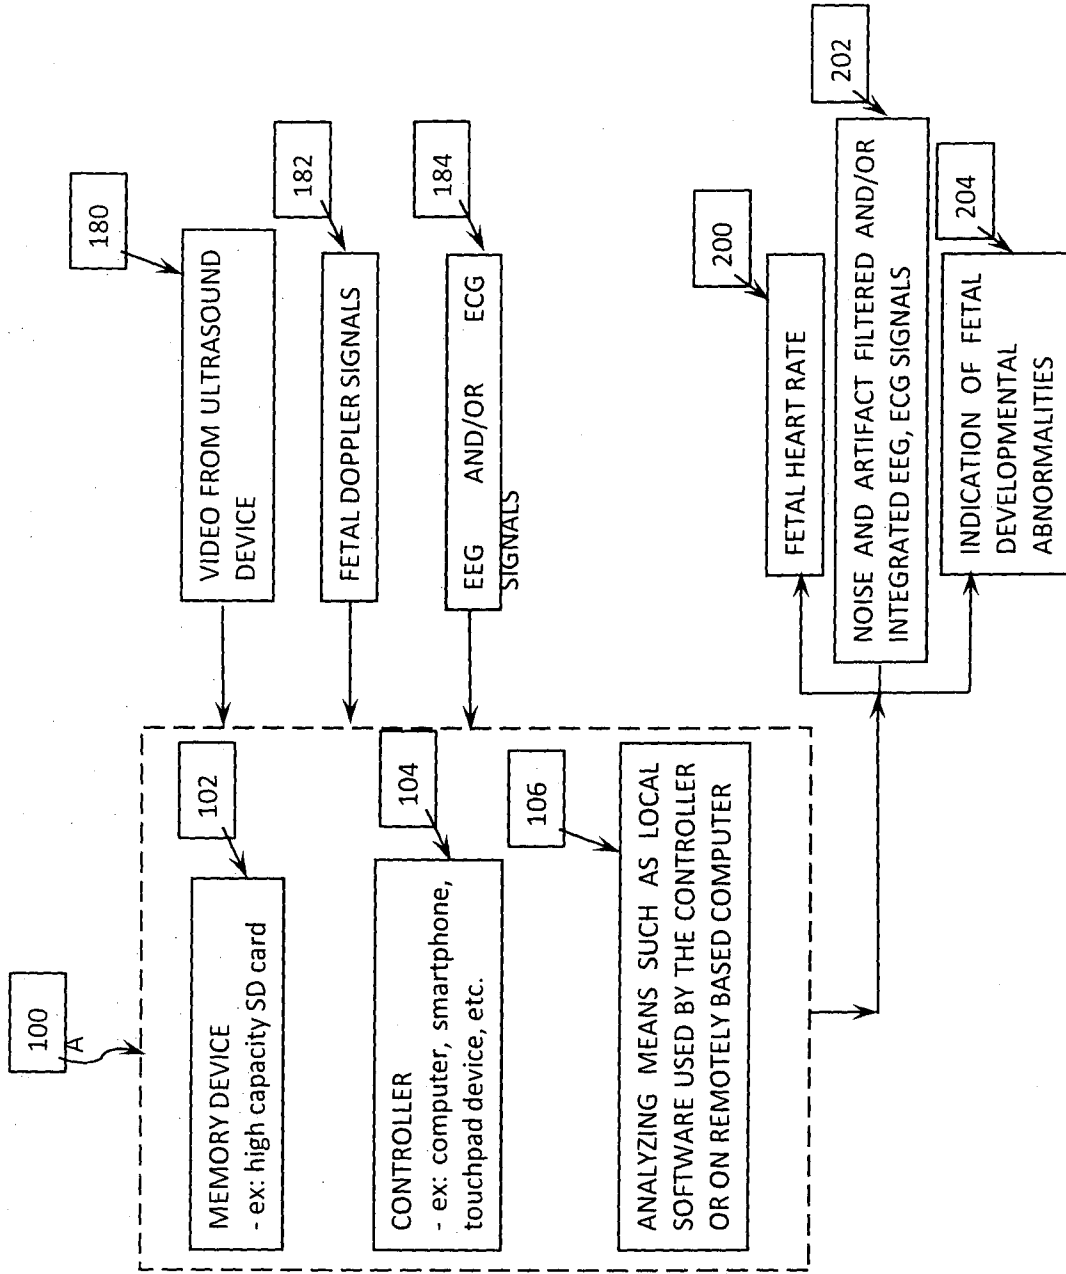 100
A
MEMORY DEVICE
- ex: high capacity SD card
102
CONTROLLER
- ex: computer, smartphone,
touchpad device, etc.
104
ANALYZING MEANS SUCH AS LOCAL
SOFTWARE USED BY THE CONTROLLER
OR ON REMOTELY BASED COMPUTER
106
VIDEO FROM ULTRASOUND
DEVICE
180
FETAL DOPPLER SIGNALS
182
EEG AND/OR ECG
SIGNALS
184
FETAL HEART RATE
200
NOISE AND ARTIFACT FILTERED AND/OR
INTEGRATED EEG, ECG SIGNALS
202
INDICATION OF FETAL
DEVELOPMENTAL
ABNORMALITIES
204